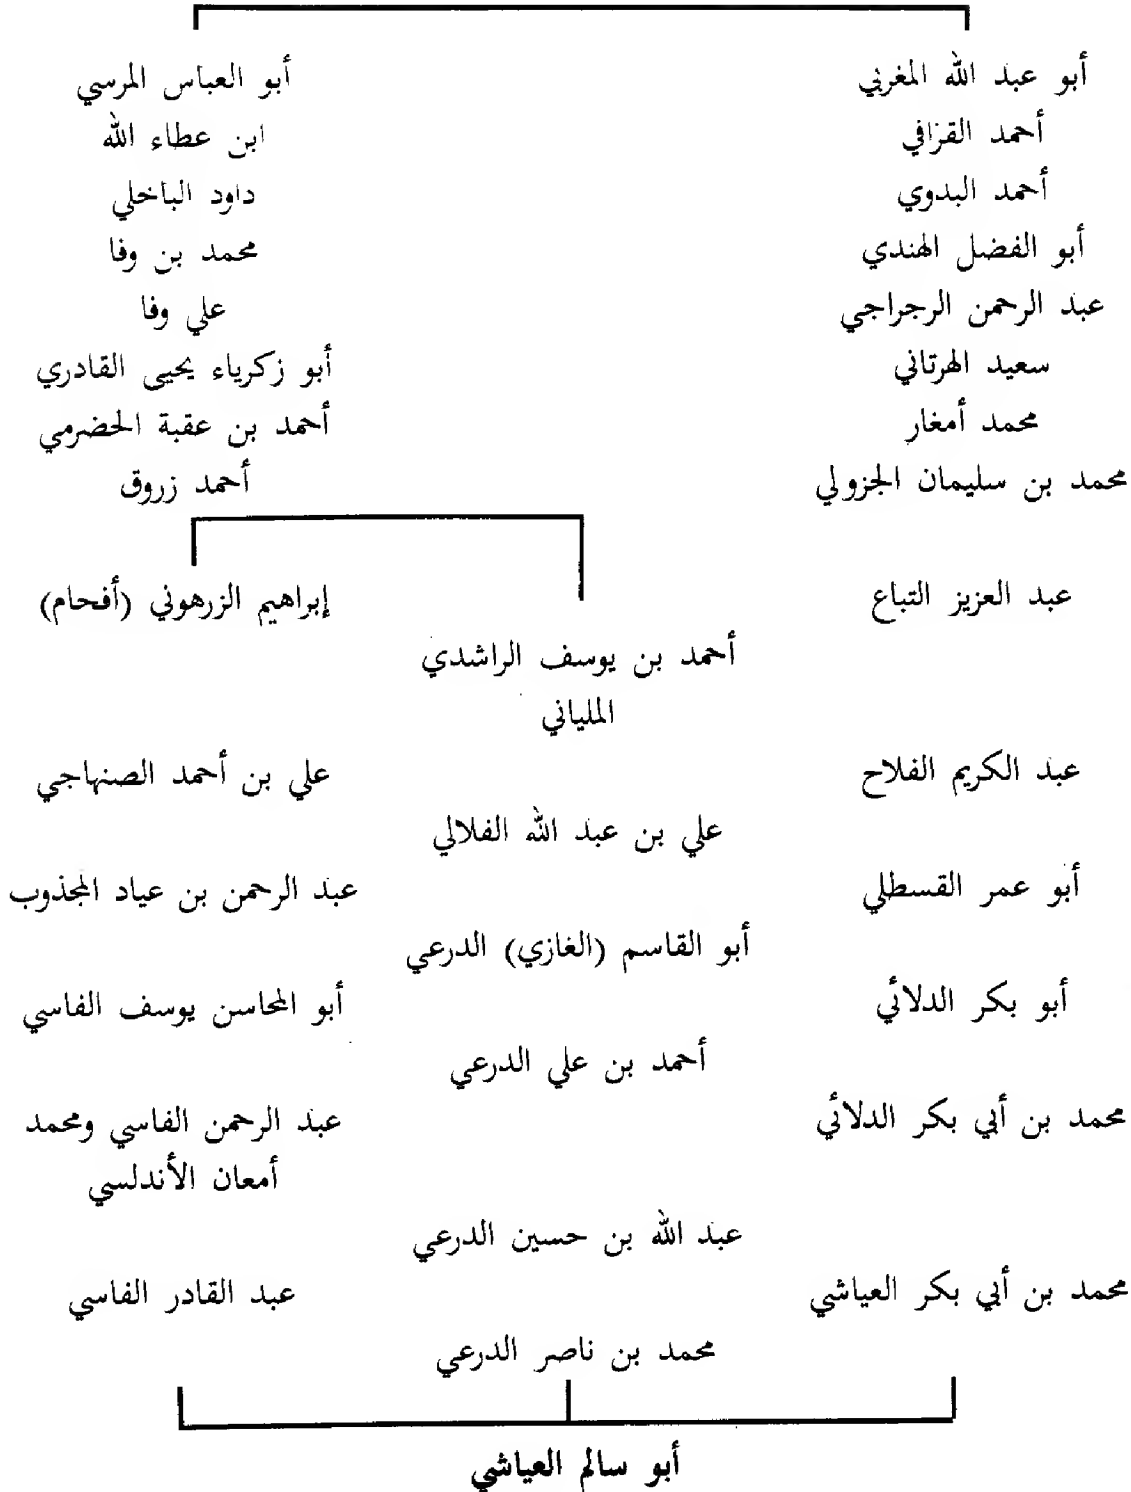 أبو عبد الله المغربي
أبو العباس المرسي
أحمد القزافي
ابن عطاء الله
أحمد البدوي
داود الباخلي
أبو الفضل الهندي
محمد بن وفا
عبد الرحمن الرجراجي
علي وفا
سعيد الهرتاني
أبو زكرياء يحيى القادري
محمد أمغار
أحمد بن عقبة الحضرمي
محمد بن سليمان الجزولي
أحمد زروق
عبد العزيز التباع
إبراهيم الزرهوني (أفحام)
أحمد بن يوسف الراشدي
الملياني
عبد الكريم الفلاح
علي بن أحمد الصنهاجي
علي بن عبد الله الفلالي
أبو عمر القسطلي
عبد الرحمن بن عياد المجذوب
أبو القاسم (الغازي) الدرعي
أبو بكر الدلائي
أبو المحاسن يوسف الفاسي
أحمد بن علي الدرعي
محمد بن أبي بكر الدلائي
عبد الرحمن الفاسي ومحمد
أمعان الأندلسي
عبد الله بن حسين الدرعي
محمد بن أبي بكر العياشي
عبد القادر الفاسي
محمد بن ناصر الدرعي
أبو سالم العياشي